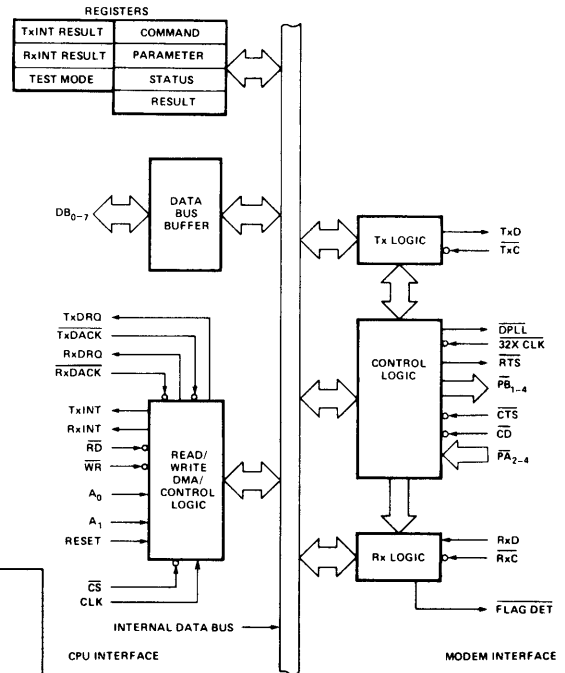 REGISTERS
TxINT RESULT COMMAND
RxINT RESULT PARAMETER
TEST MODE STATUS
RESULT
DB0-7
DATA
BUS
BUFFER
TxDRQ
TxDACK
RxDRQ
RxDACK
TxINT
RxINT
RD
WR
A0
A1
RESET
CS
CLK
READ/
WRITE
DMA/
CONTROL
LOGIC
INTERNAL DATA BUS
CPU INTERFACE
Tx LOGIC
TxD
TxC
CONTROL
LOGIC
DPLL
32X CLK
RTS
PB1-4
CTS
CD
PA2-4
Rx LOGIC
RxD
RxC
FLAG DET
MODEM INTERFACE